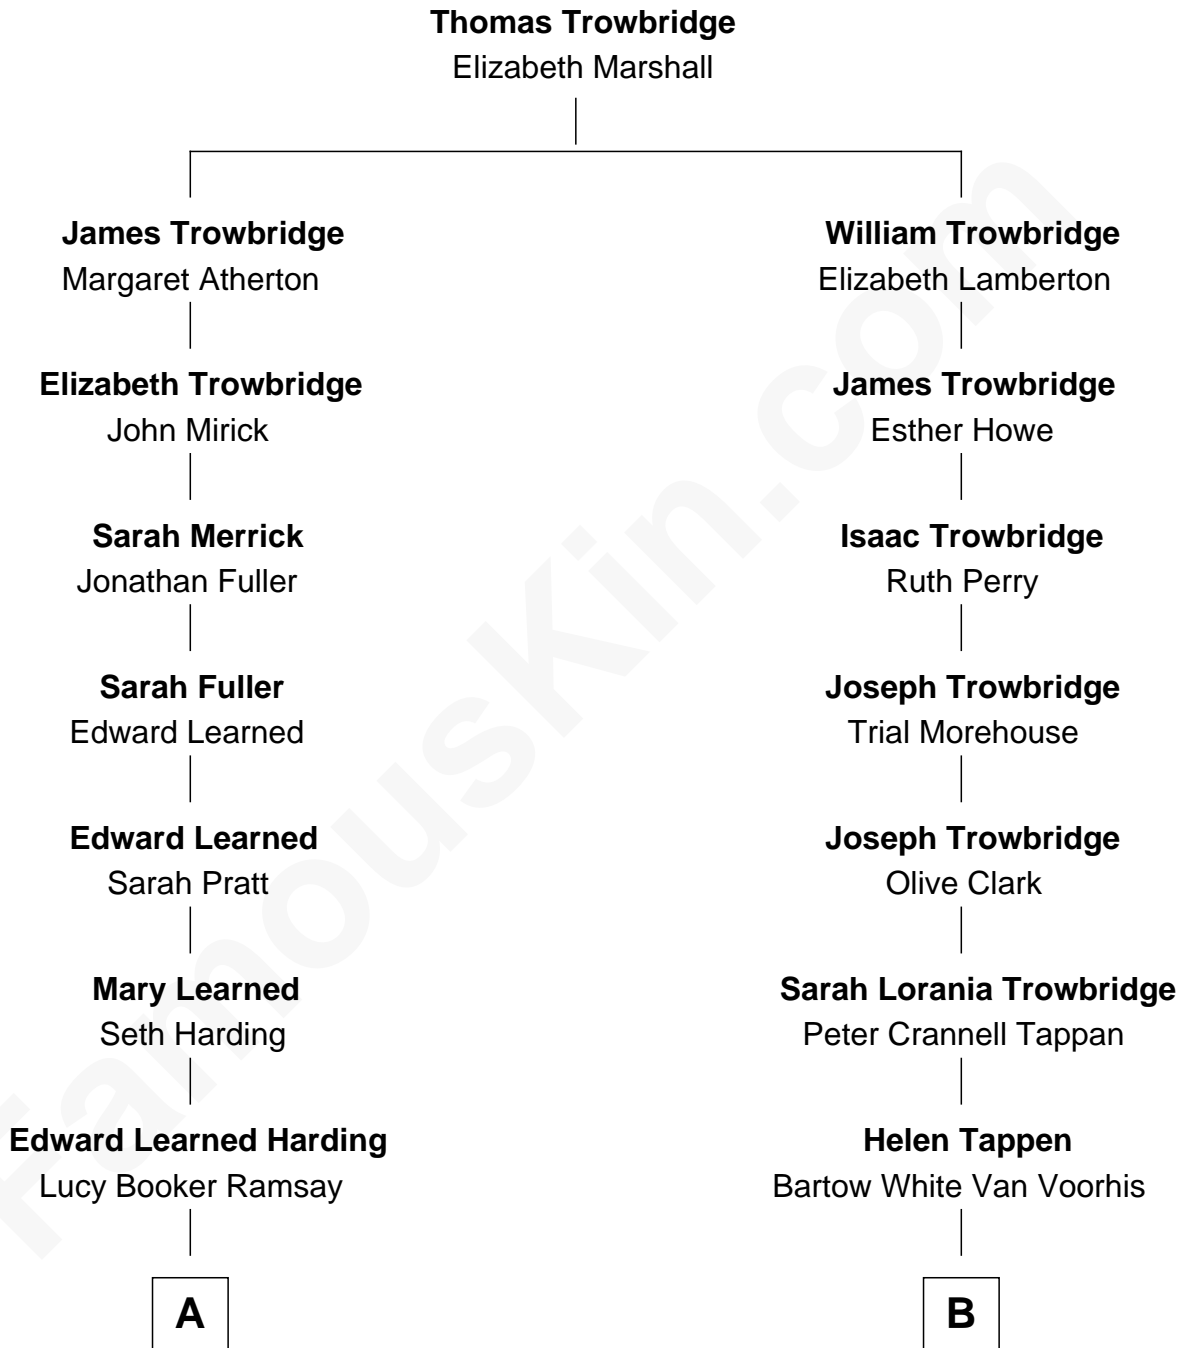 Thomas Trowbridge
Elizabeth Marshall
James Trowbridge
Margaret Atherton
William Trowbridge
Elizabeth Lamberton
Elizabeth Trowbridge
John Mirick
James Trowbridge
Esther Howe
Sarah Merrick
Jonathan Fuller
Isaac Trowbridge
Ruth Perry
Sarah Fuller
Edward Learned
Joseph Trowbridge
Trial Morehouse
Edward Learned
Sarah Pratt
Joseph Trowbridge
Olive Clark
Mary Learned
Seth Harding
Sarah Lorania Trowbridge
Peter Crannell Tappan
Edward Learned Harding
Lucy Booker Ramsay
Helen Tappen
Bartow White Van Voorhis
A
B
FamousKin.com